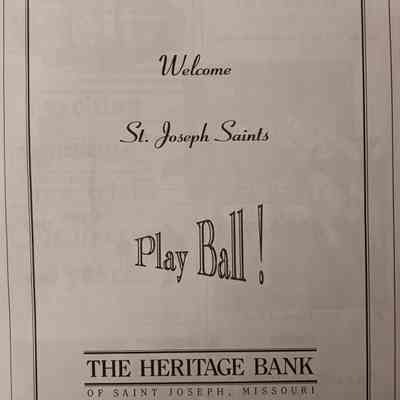 Welcome
St. Joseph Saints
Play Ball !
THE HERITAGE BANK
OF SAINT JOSEPH, MISSOURI